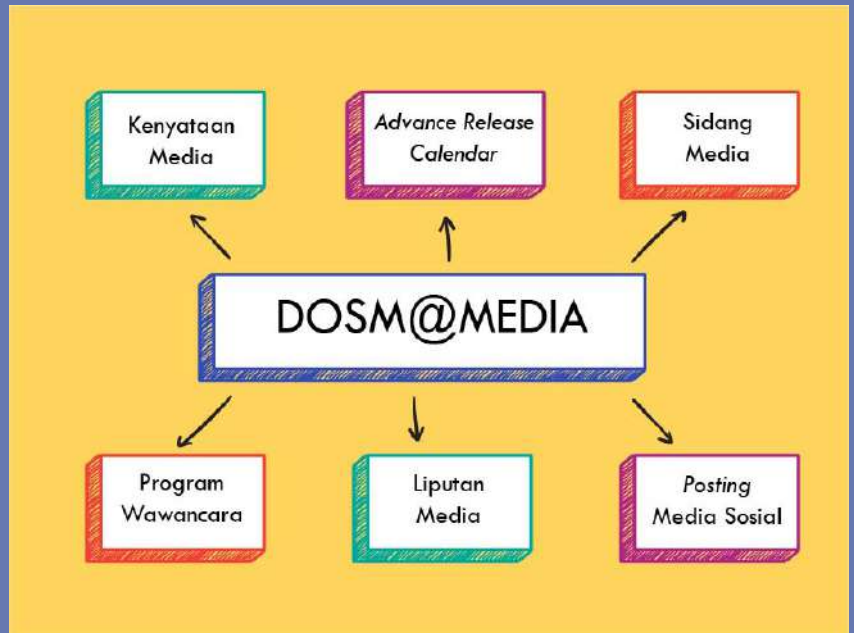 Kenyataan
Media
Advance Release
Calendar
Sidang
Media
DOSM@MEDIA
Program
Wawancara
Liputan
Media
Posting
Media Sosial